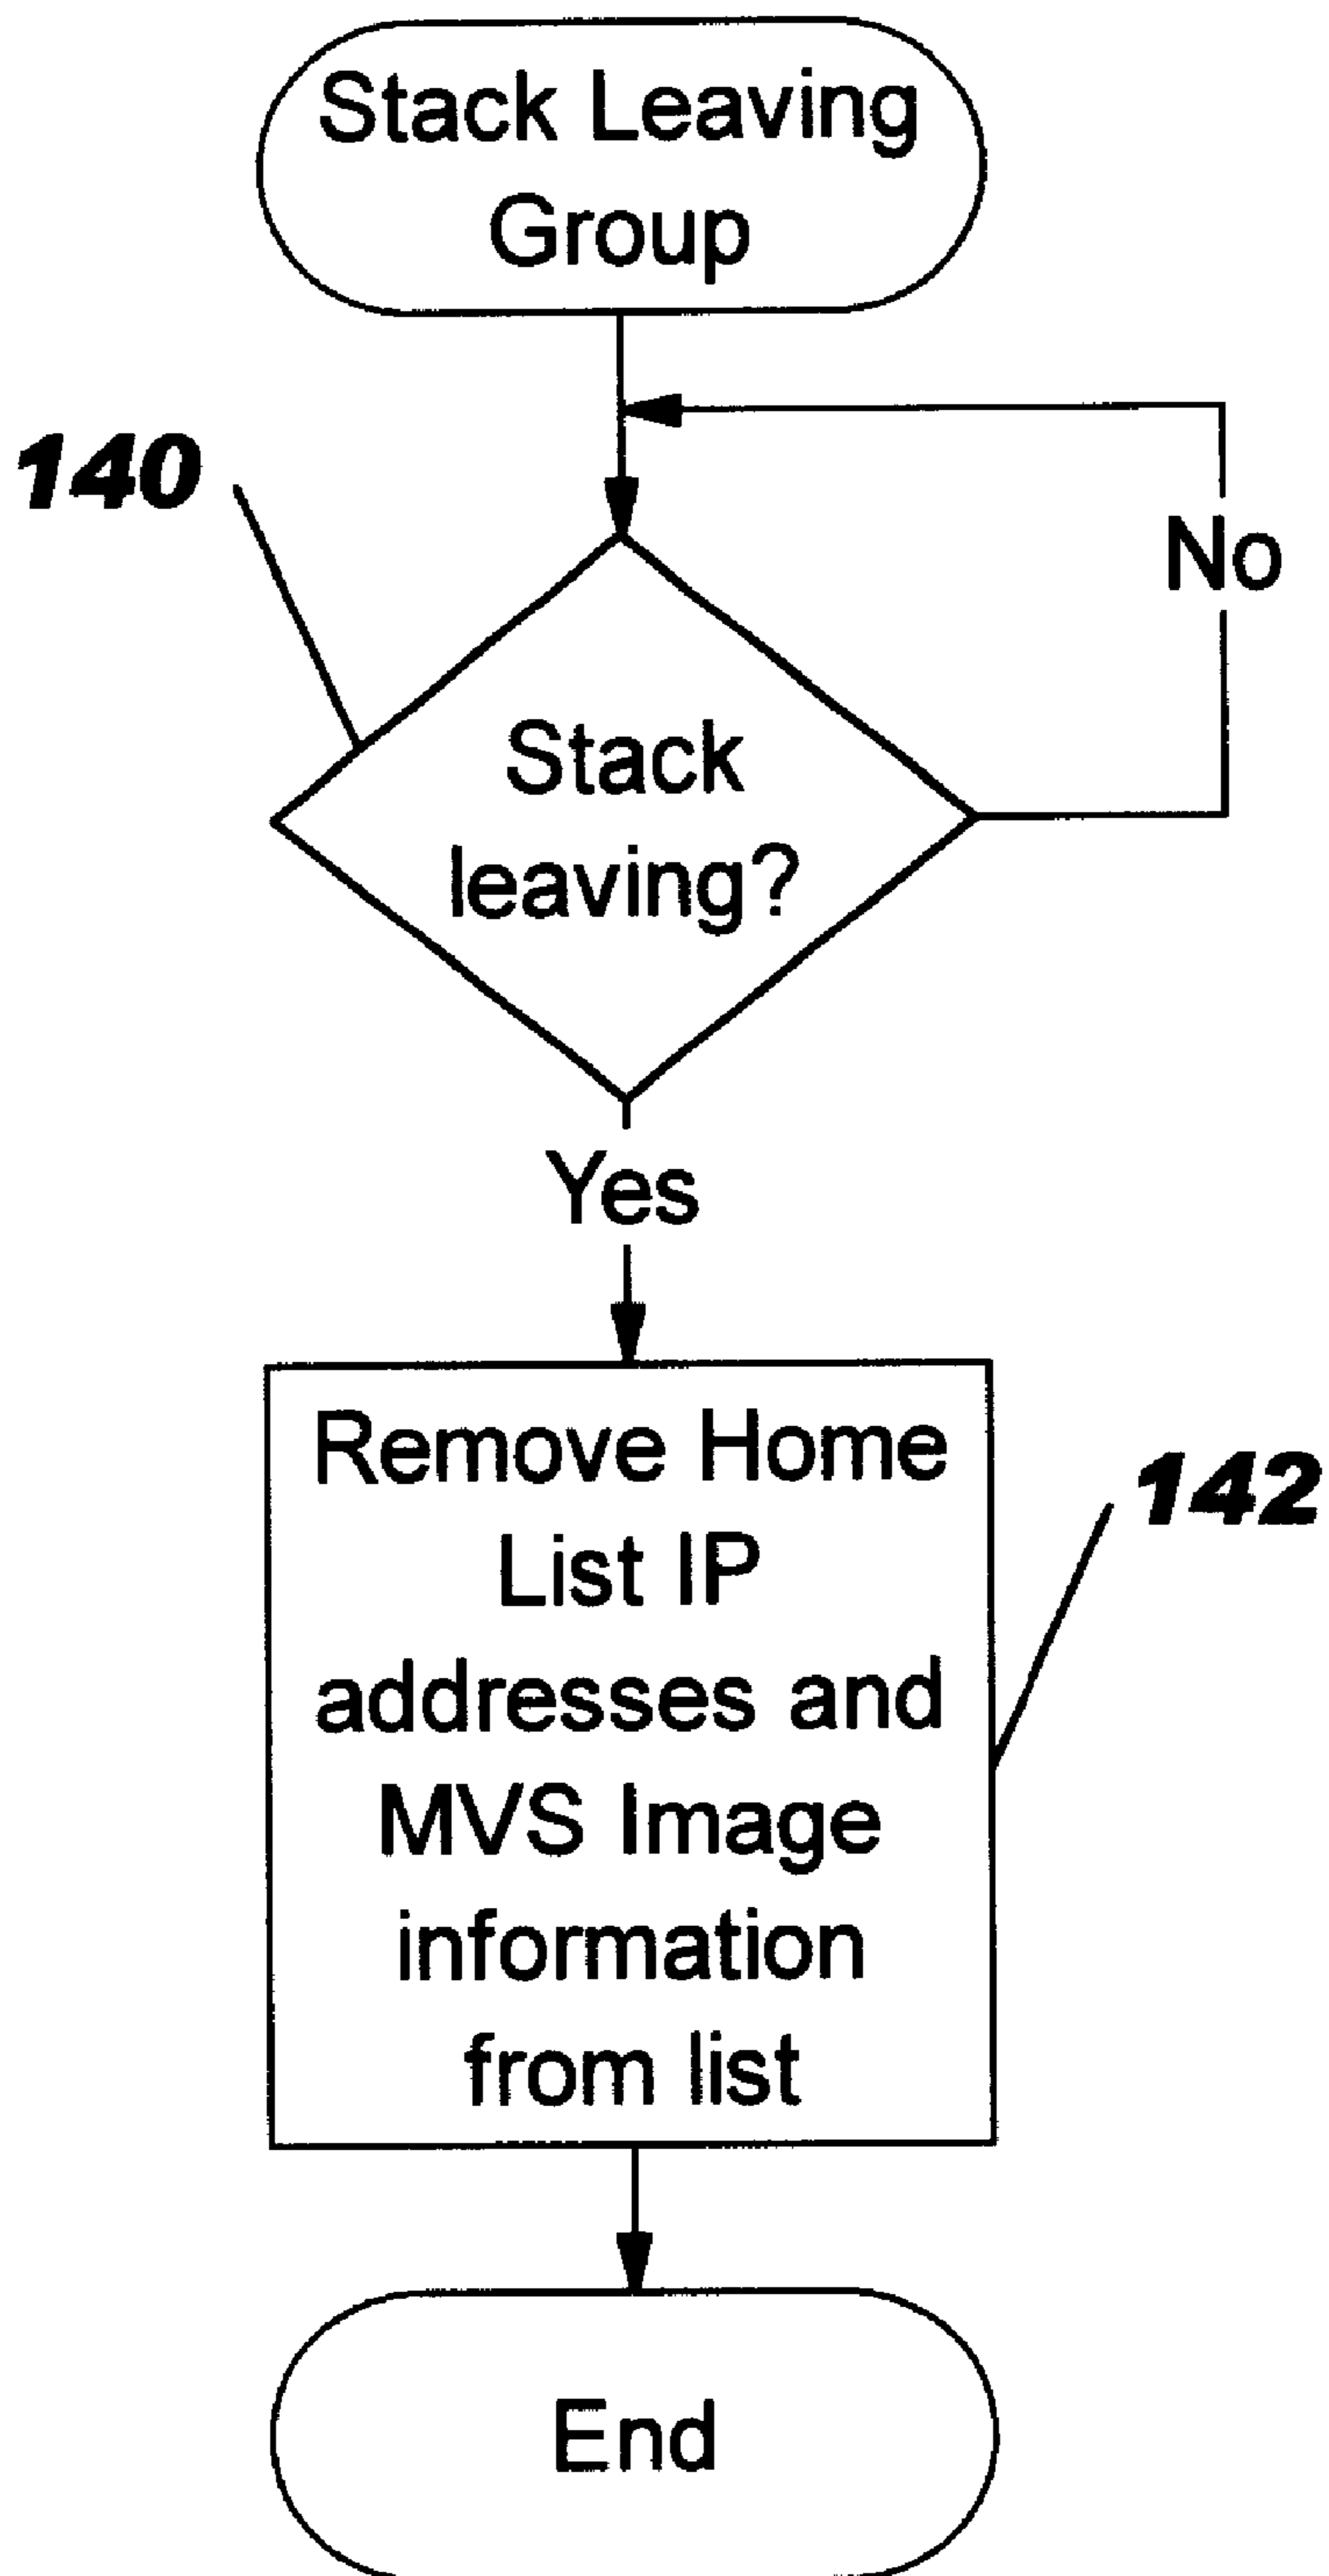 Stack Leaving
Group
140
No
Stack
leaving?
Yes
Remove Home
List IP
addresses and
MVS Image
information
from list
142
End